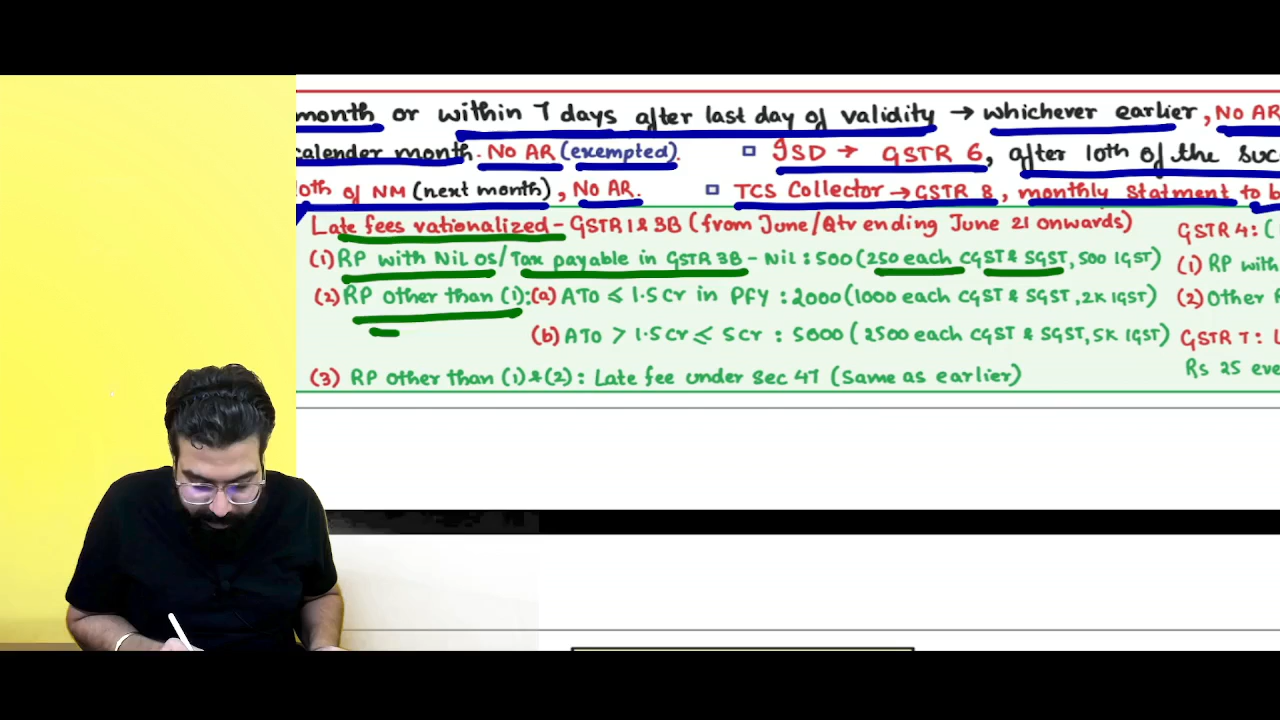 month or within 7 days after last day of validity → whichever earlier, No AR
calender month. No AR (exempted). ISD → GSTR 6, after 10th of the suc
10th of NM (next month), No AR. TCS Collector → GSTR 8, monthly statment to b
Late fees rationalized - GSTR 1 & 3B (from June/Qtr ending June 21 onwards)
(1) RP with Nil OS/Tax payable in GSTR 3B - Nil : 500 (250 each CGST & SGST, 500 IGST)
(2) RP other than (1): (a) ATO ≤ 1.5 Cr in PFY : 2000 (1000 each CGST & SGST, 2K IGST)
(b) ATO > 1.5 Cr ≤ 5 Cr : 5000 (2500 each CGST & SGST, 5K IGST)
(3) RP other than (1) & (2): Late fee under Sec 47 (Same as earlier)
GSTR 4: (
(1) RP with
(2) Other
GSTR 7: L
Rs 25 eve